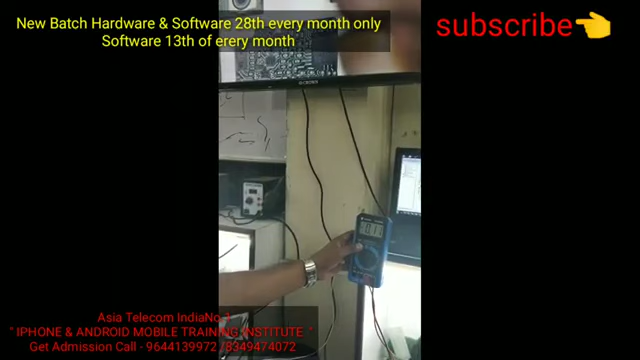 New Batch Hardware & Software 28th every month only
Software 13th of erery month
subscribe
Asia Telecom IndiaNo.1
" IPHONE & ANDROID MOBILE TRAINING INSTITUTE "
Get Admission Call - 9644139972 /8349474072